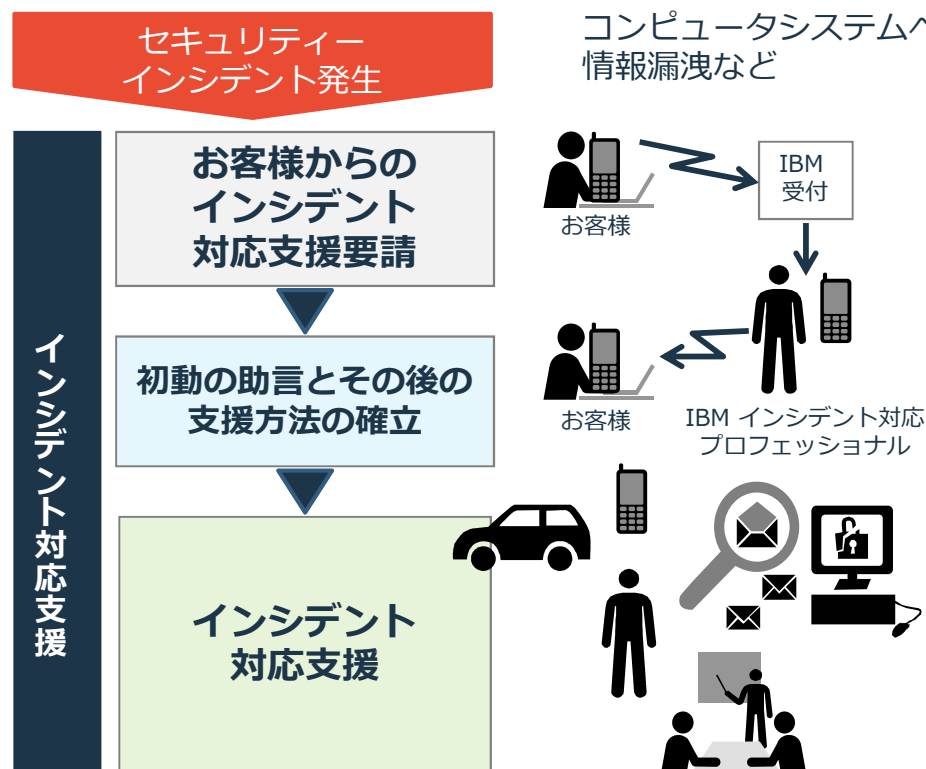 セキュリティー
インシデント発生
コンピュータシステムへ
情報漏洩など
インシデント対応支援
お客様からの
インシデント
対応支援要請
お客様
IBM
受付
初動の助言とその後の
支援方法の確立
お客様
IBM インシデント対応
プロフェッショナル
インシデント
対応支援